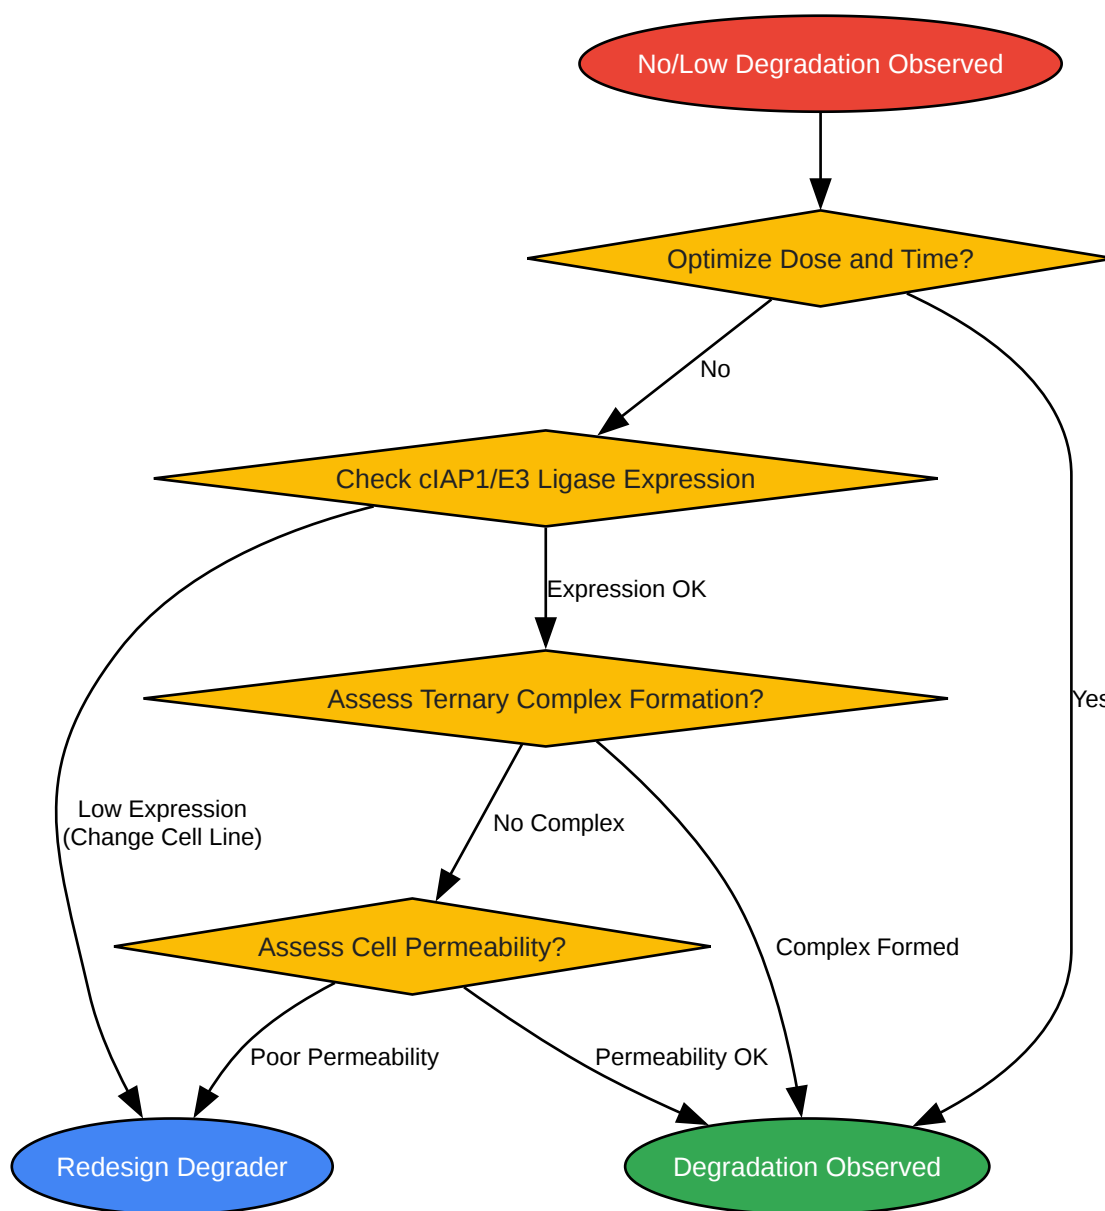 No/Low Degradation Observed
Optimize Dose and Time?
No
Check cIAP1/E3 Ligase Expression
Expression OK
Assess Ternary Complex Formation?
Yes
Low Expression
(Change Cell Line)
No Complex
Assess Cell Permeability?
Complex Formed
Poor Permeability
Permeability OK
Redesign Degrader
Degradation Observed